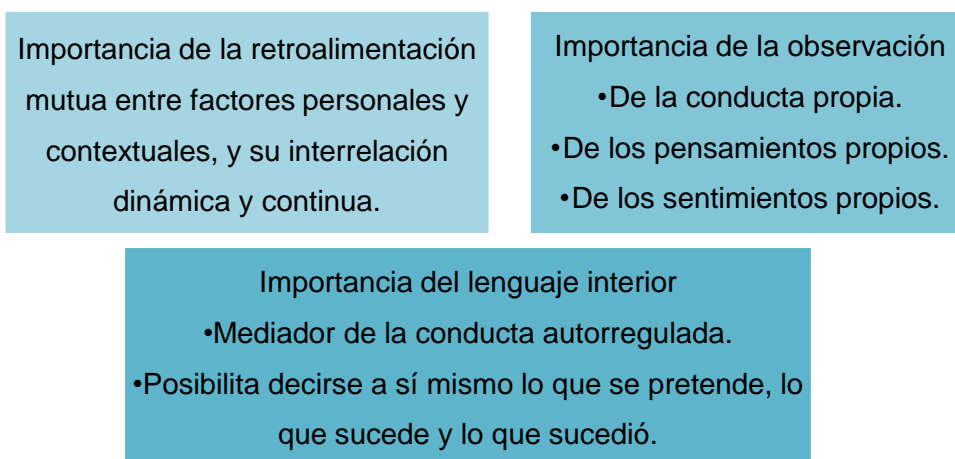 Importancia de la retroalimentación
mutua entre factores personales y
contextuales, y su interrelación
dinámica y continua.
Importancia de la observación
•De la conducta propia.
•De los pensamientos propios.
•De los sentimientos propios.
Importancia del lenguaje interior
•Mediador de la conducta autorregulada.
•Posibilita decirse a sí mismo lo que se pretende, lo
que sucede y lo que sucedió.